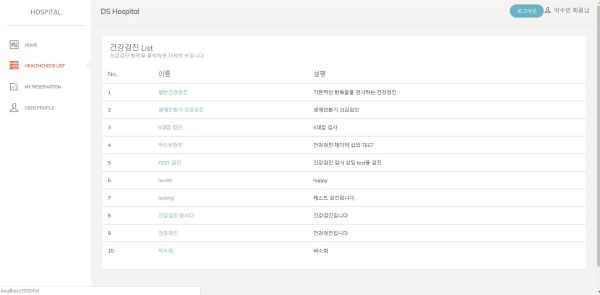 HOSPITAL
DS Hospital
로그아웃
박수민 회원님
HOME
HEALTHCHECK LIST
MY RESERVATION
USER PROFILE
건강검진 List
건강검진 항목을 클릭하면 자세히 보입니다.
No. 이름 설명
1 일반건강검진 기본적인 항목들을 검사하는 건강검진
2 생애전환기 건강검진 생애전환기 건강검진
3 5대암 검진 5대암 검사
4 박수민검진 건강검진 데이터 삽입 TEST
5 TEST 검진 건강검진 검사 삽입 test용 검진
6 health happy
7 testing 테스트 검진입니다.
8 건강검진 합시다 건강검진합니다
9 건강검진 건강검진입니다
10 박소희 박소희
localhost:3000/list